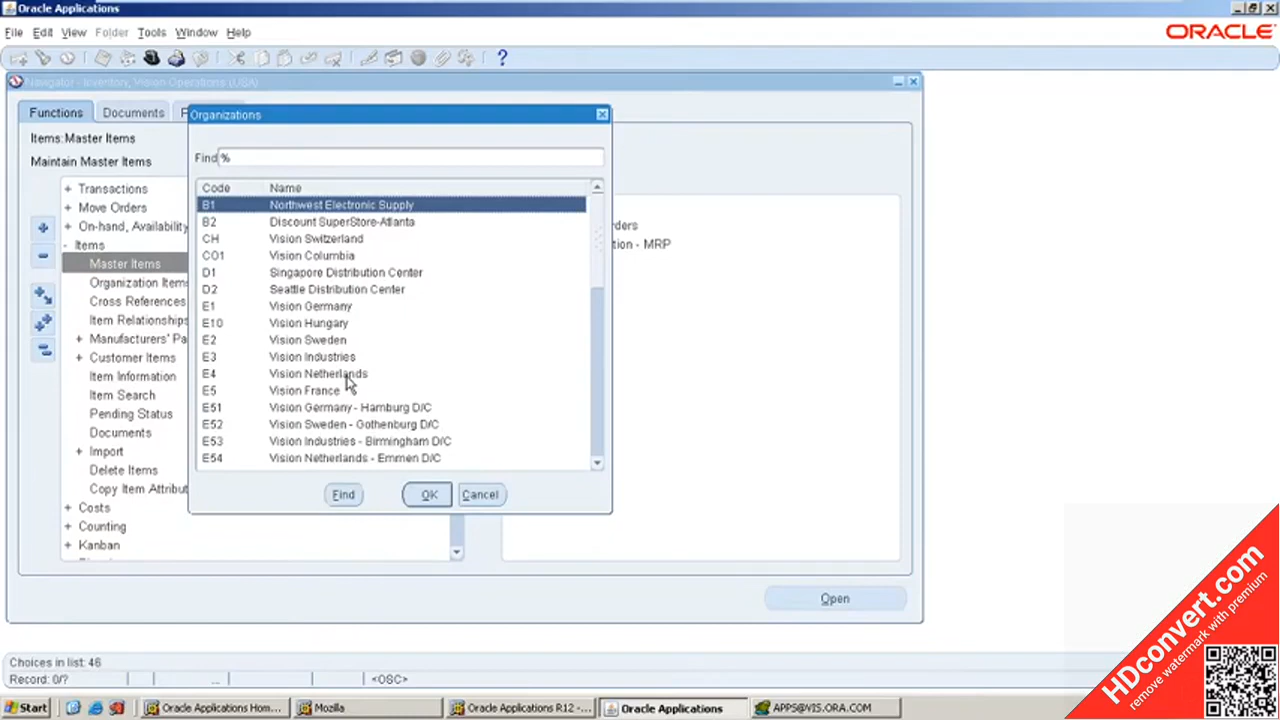 Oracle Applications
File Edit View Folder Tools Window Help
ORACLE
Navigator - Inventory, Vision Operations (USA)
Functions Documents
Organizations
Items:Master Items
Maintain Master Items
Find %
Code Name
B1 Northwest Electronic Supply
B2 Discount SuperStore-Atlanta
CH Vision Switzerland
CO1 Vision Columbia
D1 Singapore Distribution Center
D2 Seattle Distribution Center
E1 Vision Germany
E10 Vision Hungary
E2 Vision Sweden
E3 Vision Industries
E4 Vision Netherlands
E5 Vision France
E51 Vision Germany - Hamburg D/C
E52 Vision Sweden - Gothenburg D/C
E53 Vision Industries - Birmingham D/C
E54 Vision Netherlands - Emmen D/C
Find OK Cancel
+ Transactions
+ Move Orders
+ On-hand, Availability
- Items
Master Items
Organization Item
Cross References
Item Relationships
+ Manufacturers' Pa
+ Customer Items
Item Information
Item Search
Pending Status
Documents
+ Import
Delete Items
Copy Item Attribut
+ Costs
+ Counting
+ Kanban
ders
tion - MRP
Open
Choices in list: 46
Record: 0/? ... <OSC>
Start Oracle Applications Hom... Mozilla Oracle Applications R12 -... Oracle Applications APPS@VIS.ORA.COM
HDconvert.com
remove watermark with premium